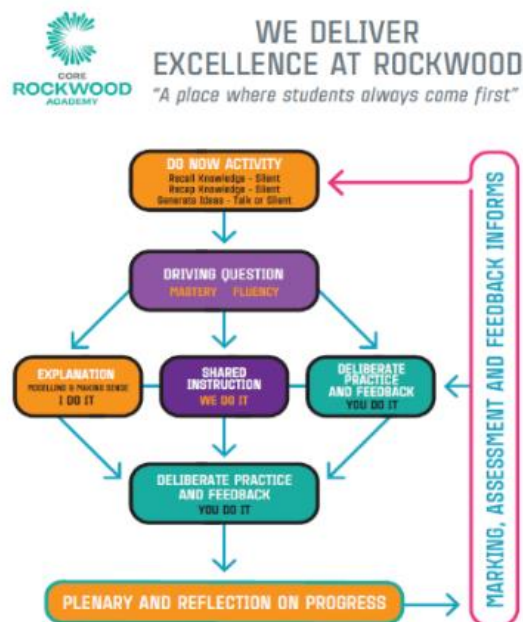 CORE
ROCKWOOD
ACADEMY
WE DELIVER
EXCELLENCE AT ROCKWOOD
"A place where students always come first"
DO NOW ACTIVITY
Recall Knowledge - Silent
Recap Knowledge - Silent
Generate Ideas - Talk or Silent
DRIVING QUESTION
MASTERY FLUENCY
EXPLANATION
MODELLING & MAKING SENSE
I DO IT
SHARED
INSTRUCTION
WE DO IT
DELIBERATE
PRACTICE
AND FEEDBACK
YOU DO IT
DELIBERATE PRACTICE
AND FEEDBACK
YOU DO IT
PLENARY AND REFLECTION ON PROGRESS
MARKING, ASSESSMENT AND FEEDBACK INFORMS